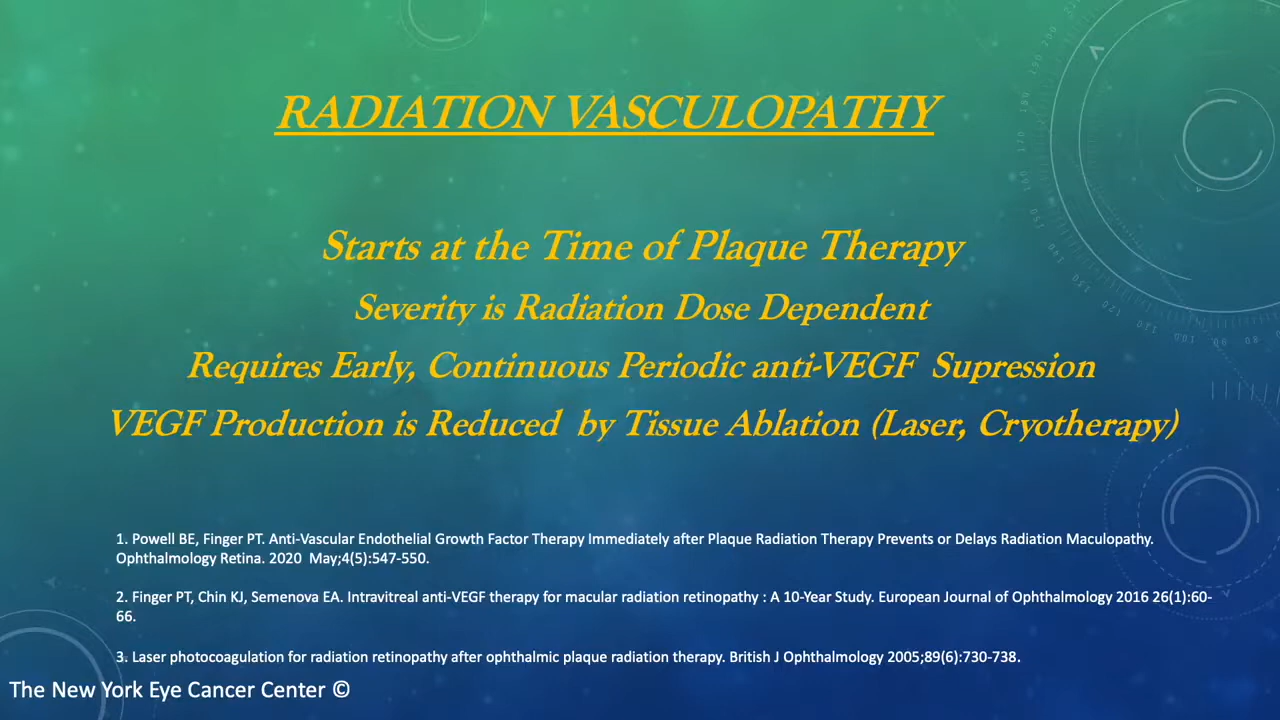 RADIATION VASCULOPATHY
Starts at the Time of Plaque Therapy
Severity is Radiation Dose Dependent
Requires Early, Continuous Periodic anti-VEGF Supression
VEGF Production is Reduced by Tissue Ablation (Laser, Cryotherapy)
1. Powell BE, Finger PT. Anti-Vascular Endothelial Growth Factor Therapy Immediately after Plaque Radiation Therapy Prevents or Delays Radiation Maculopathy.
Ophthalmology Retina. 2020 May;4(5):547-550.
2. Finger PT, Chin KJ, Semenova EA. Intravitreal anti-VEGF therapy for macular radiation retinopathy : A 10-Year Study. European Journal of Ophthalmology 2016 26(1):60-
66.
3. Laser photocoagulation for radiation retinopathy after ophthalmic plaque radiation therapy. British J Ophthalmology 2005;89(6):730-738.
The New York Eye Cancer Center ©